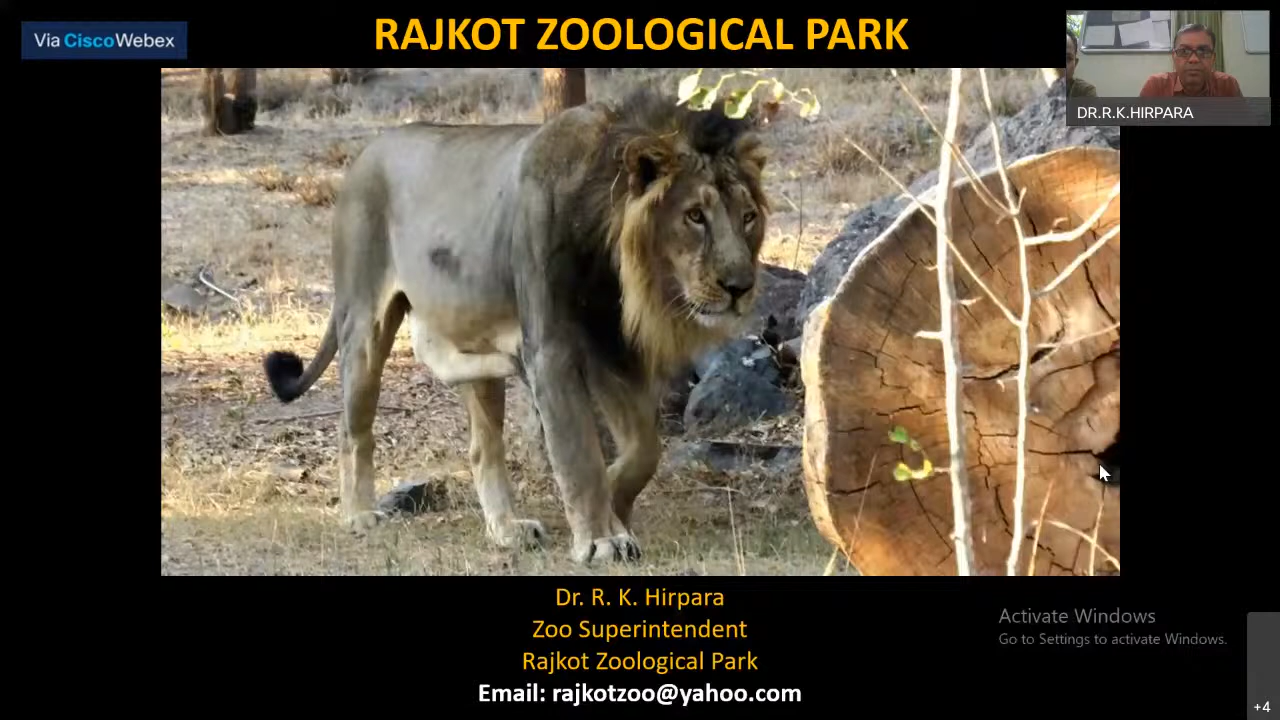 Via CiscoWebex
RAJKOT ZOOLOGICAL PARK
DR.R.K.HIRPARA
Dr. R. K. Hirpara
Zoo Superintendent
Rajkot Zoological Park
Email: rajkotzoo@yahoo.com
Activate Windows
Go to Settings to activate Windows.
+4